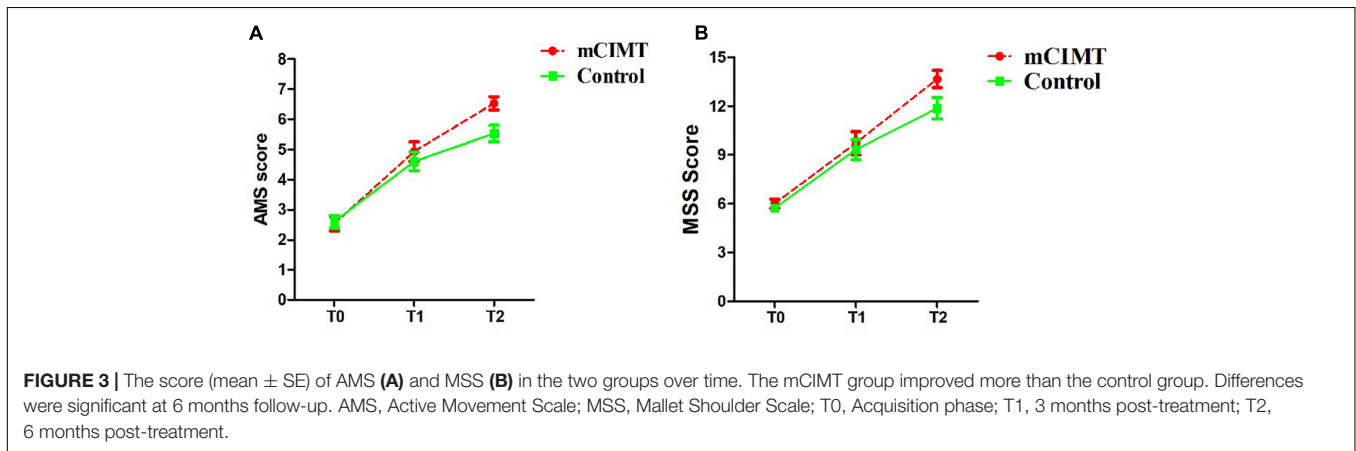 A
mCIMT
Control
8
7
6
5
4
3
2
1
0
AMS score
T0
T1
T2
B
mCIMT
Control
15
12
9
6
3
0
MSS Score
T0
T1
T2
FIGURE 3 | The score (mean ± SE) of AMS (A) and MSS (B) in the two groups over time. The mCIMT group improved more than the control group. Differences
were significant at 6 months follow-up. AMS, Active Movement Scale; MSS, Mallet Shoulder Scale; T0, Acquisition phase; T1, 3 months post-treatment; T2,
6 months post-treatment.